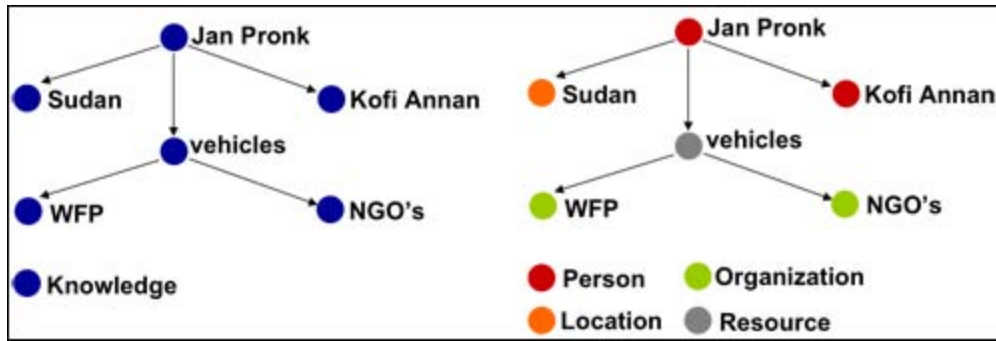 Jan Pronk
Sudan
Kofi Annan
vehicles
WFP
NGO's
Knowledge
Jan Pronk
Sudan
Kofi Annan
vehicles
WFP
NGO's
Person
Organization
Location
Resource